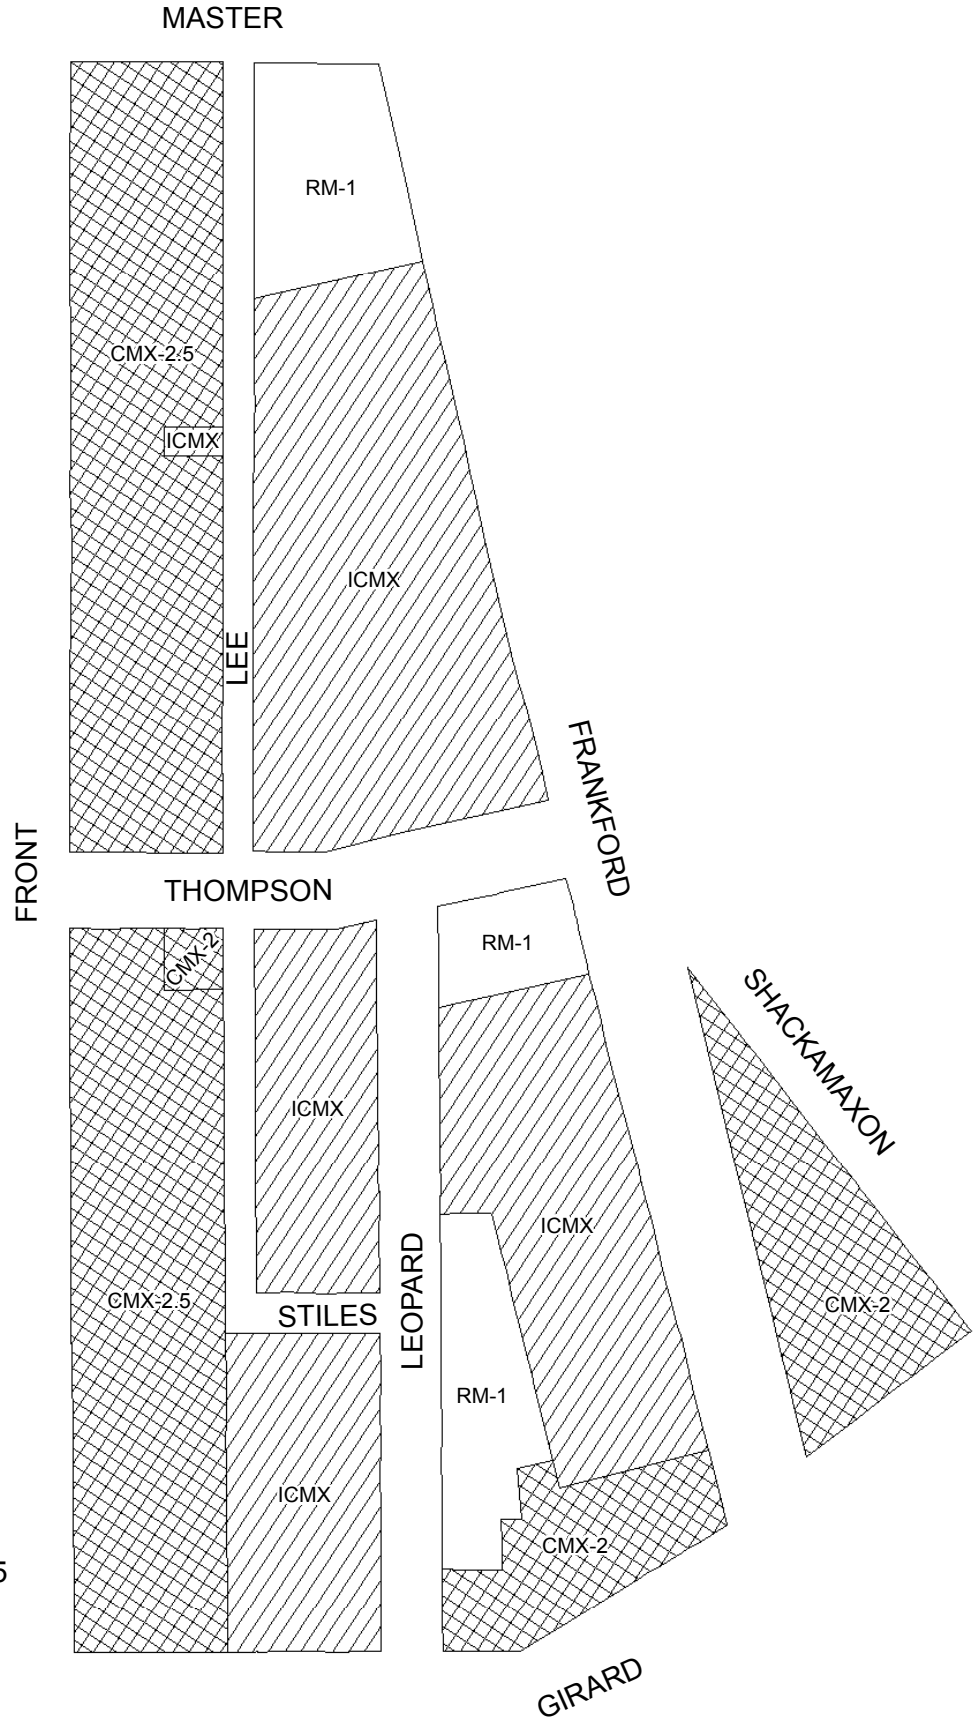 MASTER
RM-1
CMX-2.5
ICMX
ICMX
LEE
FRANKFORD
FRONT
THOMPSON
RM-1
CMX-2
SHACKAMAXON
ICMX
ICMX
LEOPARD
CMX-2.5
CMX-2
STILES
RM-1
ICMX
CMX-2
5
GIRARD